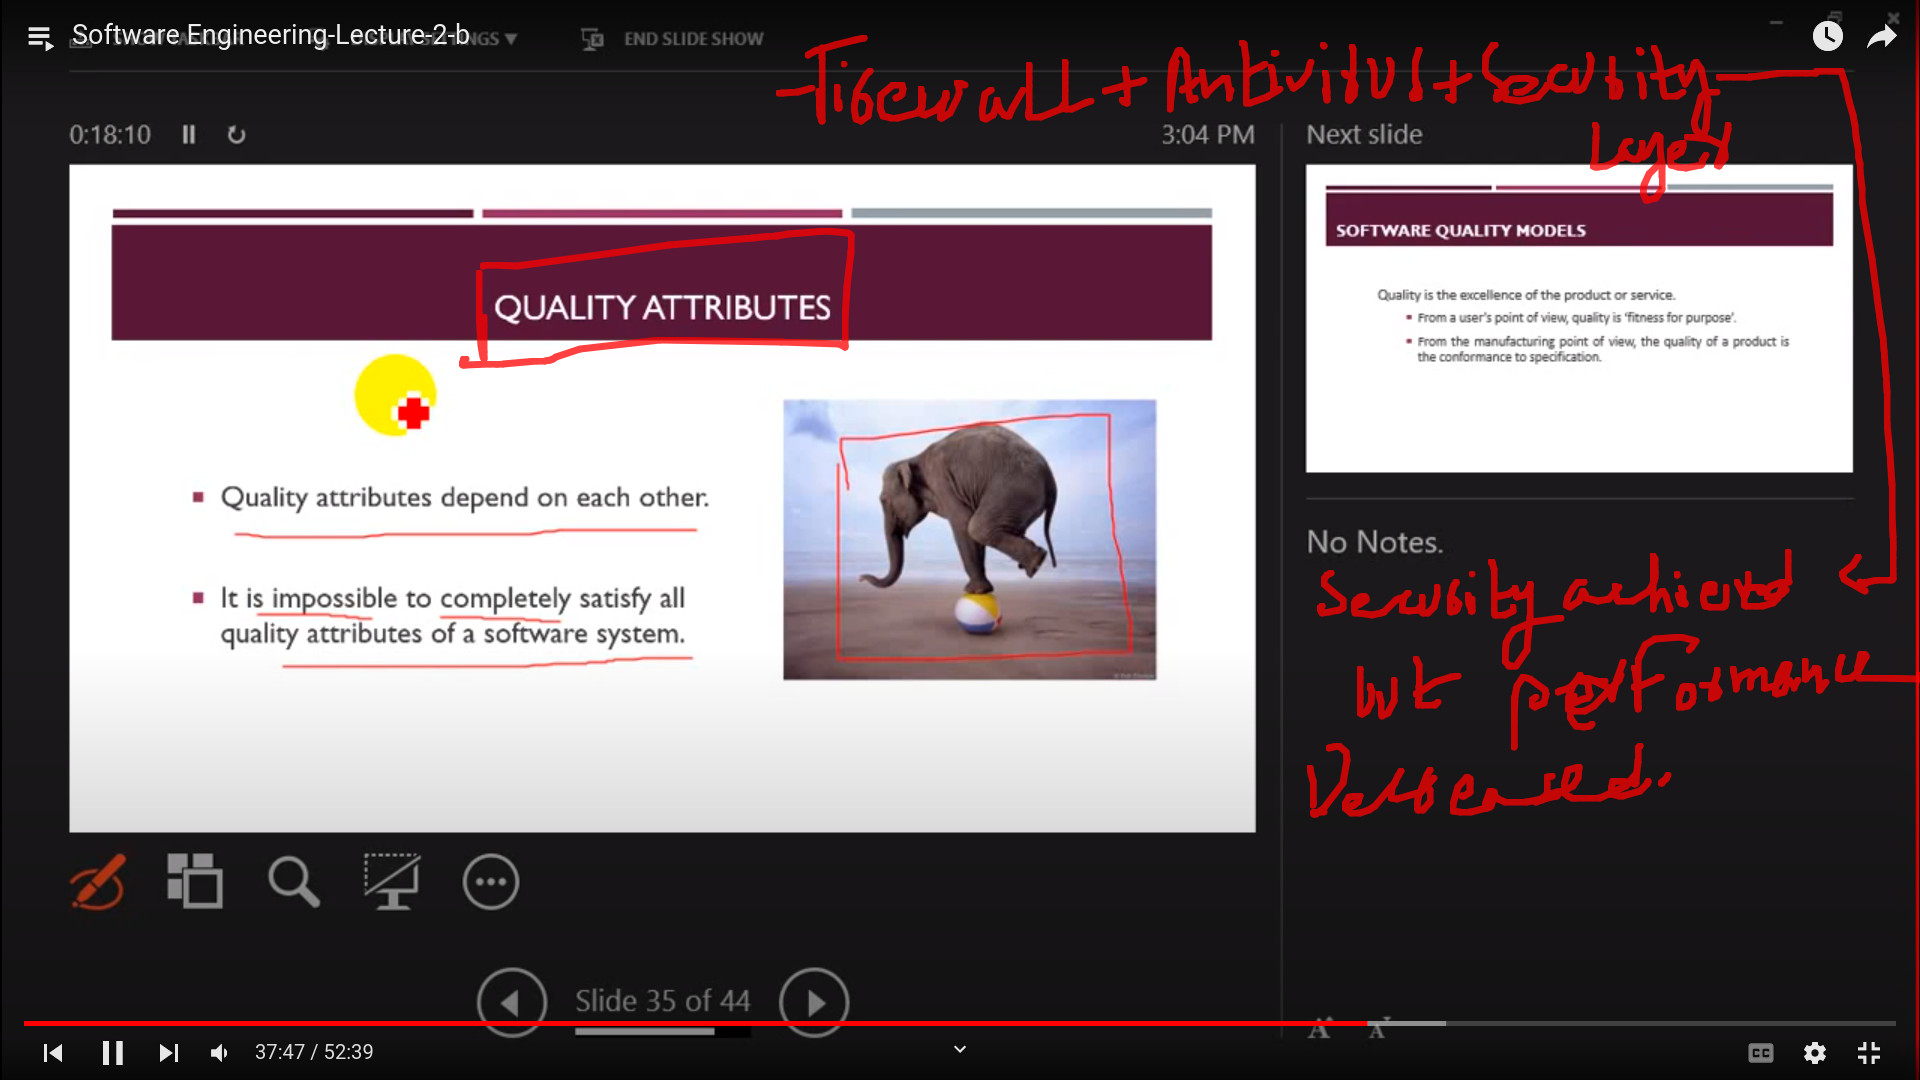 Software Engineering-Lecture-2-b
END SLIDE SHOW
-Firewall + Antivirus + Security
Layer
0:18:10
3:04 PM
Next slide
QUALITY ATTRIBUTES
Quality attributes depend on each other.
It is impossible to completely satisfy all
quality attributes of a software system.
SOFTWARE QUALITY MODELS
Quality is the excellence of the product or service.
From a user's point of view, quality is 'fitness for purpose'.
From the manufacturing point of view, the quality of a product is
the conformance to specification.
No Notes.
Security achieved
but performance
Decreased.
Slide 35 of 44
37:47 / 52:39
CC